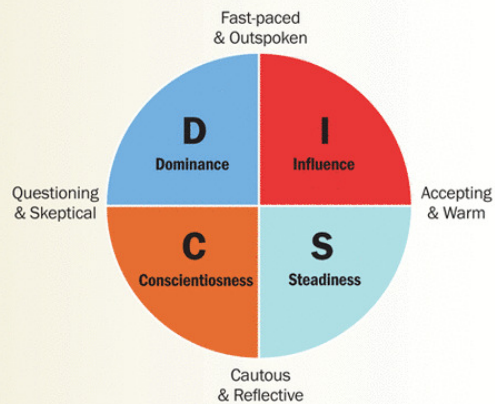 Fast-paced
& Outspoken
D
Dominance
I
Influence
Questioning
& Skeptical
Accepting
& Warm
C
Conscientiosness
S
Steadiness
Cautous
& Reflective